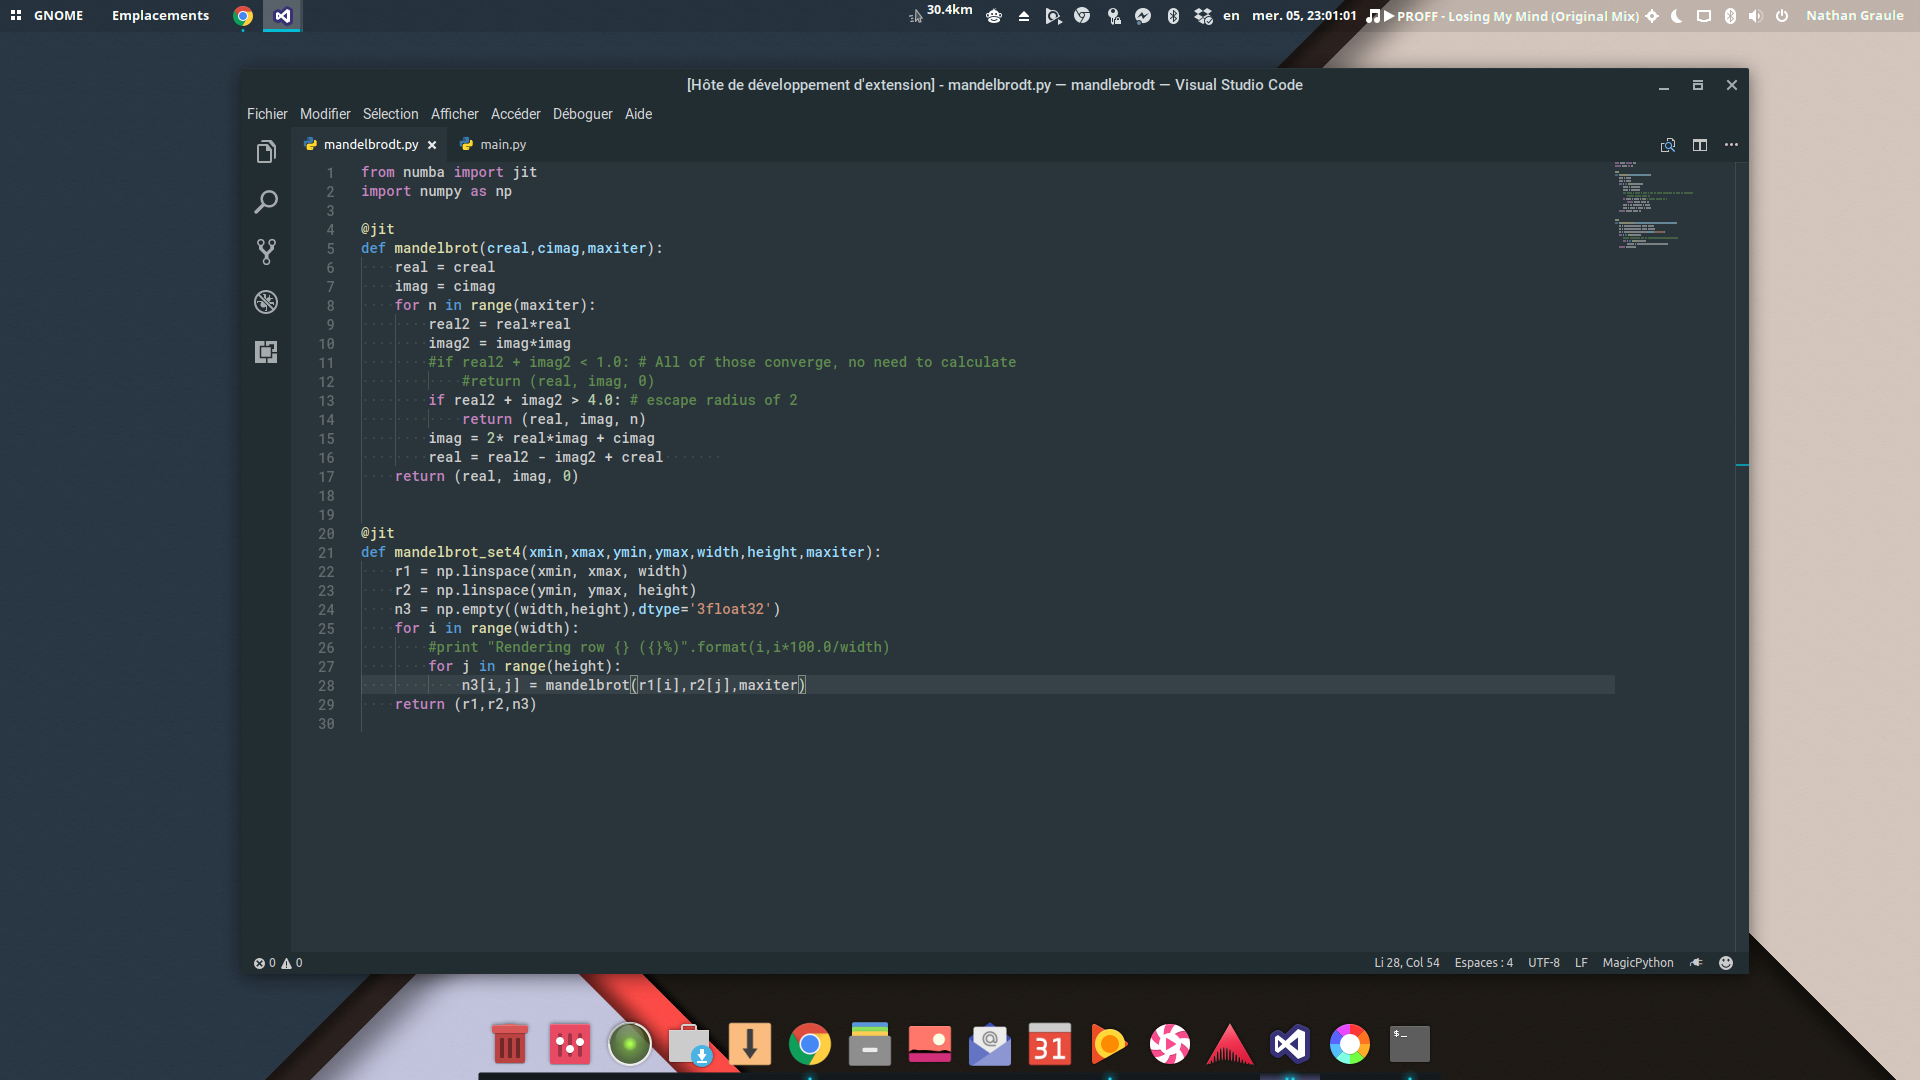 GNOME Emplacements 30.4km en mer. 05, 23:01:01 PROFF - Losing My Mind (Original Mix) Nathan Graule
[Hôte de développement d'extension] - mandelbrodt.py — mandlebrodt — Visual Studio Code
Fichier Modifier Sélection Afficher Accéder Déboguer Aide
mandelbrodt.py main.py
1 from numba import jit
2 import numpy as np
3
4 @jit
5 def mandelbrot(creal,cimag,maxiter):
6 real = creal
7 imag = cimag
8 for n in range(maxiter):
9 real2 = real*real
10 imag2 = imag*imag
11 #if real2 + imag2 < 1.0: # All of those converge, no need to calculate
12 #return (real, imag, 0)
13 if real2 + imag2 > 4.0: # escape radius of 2
14 return (real, imag, n)
15 imag = 2* real*imag + cimag
16 real = real2 - imag2 + creal
17 return (real, imag, 0)
18
19
20 @jit
21 def mandelbrot_set4(xmin,xmax,ymin,ymax,width,height,maxiter):
22 r1 = np.linspace(xmin, xmax, width)
23 r2 = np.linspace(ymin, ymax, height)
24 n3 = np.empty((width,height),dtype='3float32')
25 for i in range(width):
26 #print "Rendering row {} ({}%)".format(i,i*100.0/width)
27 for j in range(height):
28 n3[i,j] = mandelbrot(r1[i],r2[j],maxiter)
29 return (r1,r2,n3)
30
0 0 Li 28, Col 54 Espaces : 4 UTF-8 LF MagicPython
@ 31 $_